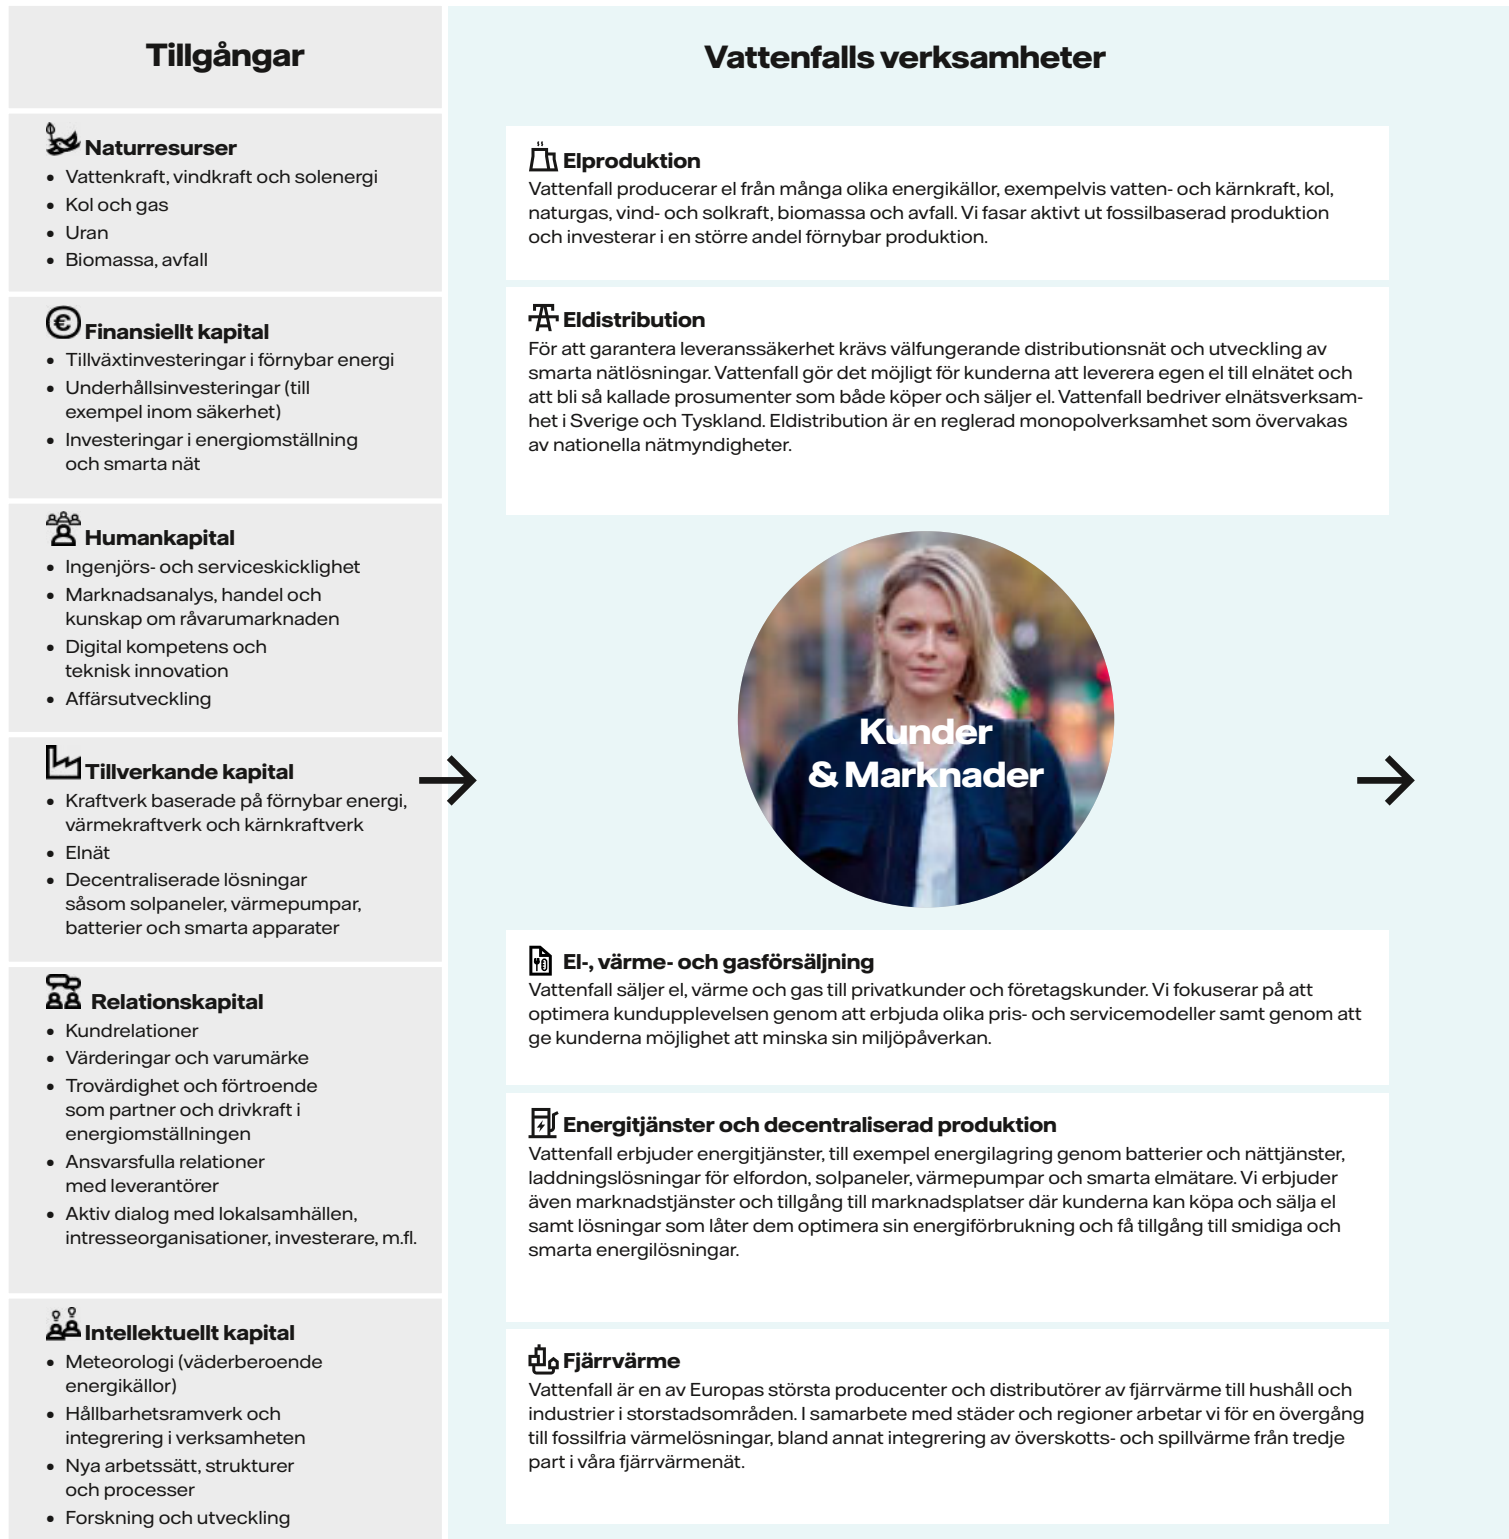 Tillgångar
Naturresurser
• Vattenkraft, vindkraft och solenergi
• Kol och gas
• Uran
• Biomassa, avfall
Finansiellt kapital
• Tillväxtinvesteringar i förnybar energi
• Underhållsinvesteringar (till
exempel inom säkerhet)
• Investeringar i energiomställning
och smarta nät
Humankapital
• Ingenjörs- och serviceskicklighet
• Marknadsanalys, handel och
kunskap om råvarumarknaden
• Digital kompetens och
teknisk innovation
• Affärsutveckling
Tillverkande kapital
• Kraftverk baserade på förnybar energi,
värmekraftverk och kärnkraftverk
• Elnät
• Decentraliserade lösningar
såsom solpaneler, värmepumpar,
batterier och smarta apparater
Relationskapital
• Kundrelationer
• Värderingar och varumärke
• Trovärdighet och förtroende
som partner och drivkraft i
energiomställningen
• Ansvarsfulla relationer
med leverantörer
• Aktiv dialog med lokalsamhällen,
intresseorganisationer, investerare, m.fl.
Intellektuellt kapital
• Meteorologi (väderberoende
energikällor)
• Hållbarhetsramverk och
integrering i verksamheten
• Nya arbetssätt, strukturer
och processer
• Forskning och utveckling
Vattenfalls verksamheter
Elproduktion
Vattenfall producerar el från många olika energikällor, exempelvis vatten- och kärnkraft, kol,
naturgas, vind- och solkraft, biomassa och avfall. Vi fasar aktivt ut fossilbaserad produktion
och investerar i en större andel förnybar produktion.
Eldistribution
För att garantera leveranssäkerhet krävs välfungerande distributionsnät och utveckling av
smarta nätlösningar. Vattenfall gör det möjligt för kunderna att leverera egen el till elnätet och
att bli så kallade prosumenter som både köper och säljer el. Vattenfall bedriver elnätsverksam-
het i Sverige och Tyskland. Eldistribution är en reglerad monopolverksamhet som övervakas
av nationella nätmyndigheter.
Kunder
& Marknader
El-, värme- och gasförsäljning
Vattenfall säljer el, värme och gas till privatkunder och företagskunder. Vi fokuserar på att
optimera kundupplevelsen genom att erbjuda olika pris- och servicemodeller samt genom att
ge kunderna möjlighet att minska sin miljöpåverkan.
Energitjänster och decentraliserad produktion
Vattenfall erbjuder energitjänster, till exempel energilagring genom batterier och nättjänster,
laddningslösningar för elfordon, solpaneler, värmepumpar och smarta elmätare. Vi erbjuder
även marknadstjänster och tillgång till marknadsplatser där kunderna kan köpa och sälja el
samt lösningar som låter dem optimera sin energiförbrukning och få tillgång till smidiga och
smarta energilösningar.
Fjärrvärme
Vattenfall är en av Europas största producenter och distributörer av fjärrvärme till hushåll och
industrier i storstadsområden. I samarbete med städer och regioner arbetar vi för en övergång
till fossilfria värmelösningar, bland annat integrering av överskotts- och spillvärme från tredje
part i våra fjärrvärmenät.